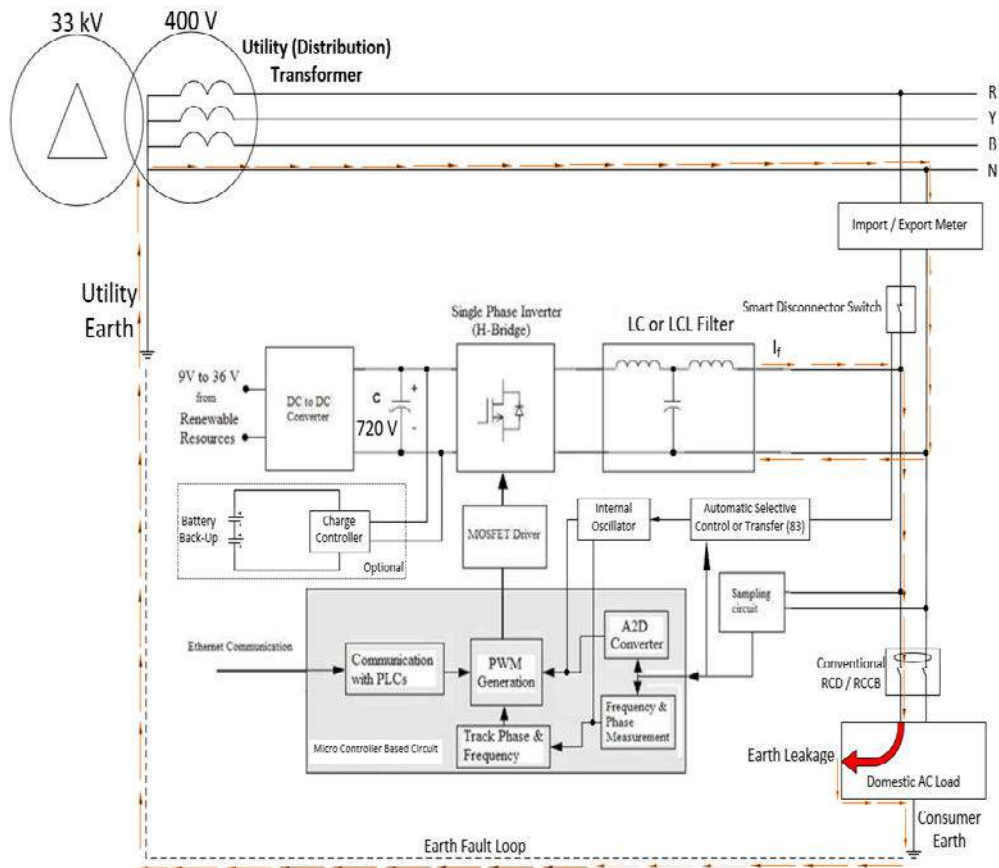 33 kV
400 V
Utility (Distribution)
Transformer
R
Y
B
N
Import / Export Meter
Smart Disconnector Switch
Utility
Earth
Single Phase Inverter
(H-Bridge)
LC or LCL Filter
If
9V to 36 V
from
Renewable
Resources
DC to DC
Converter
C
+
720 V
-
Battery
Back-Up
Charge
Controller
Optional
MOSFET Driver
Internal
Oscillator
Automatic Selective
Control or Transfer (83)
Sampling
circuit
Ethernet Communication
Communication
with PLCs
PWM
Generation
A2D
Converter
Frequency &
Phase
Measurement
Track Phase &
Frequency
Micro Controller Based Circuit
Conventional
RCD / RCCB
Earth Leakage
Domestic AC Load
Consumer
Earth
Earth Fault Loop